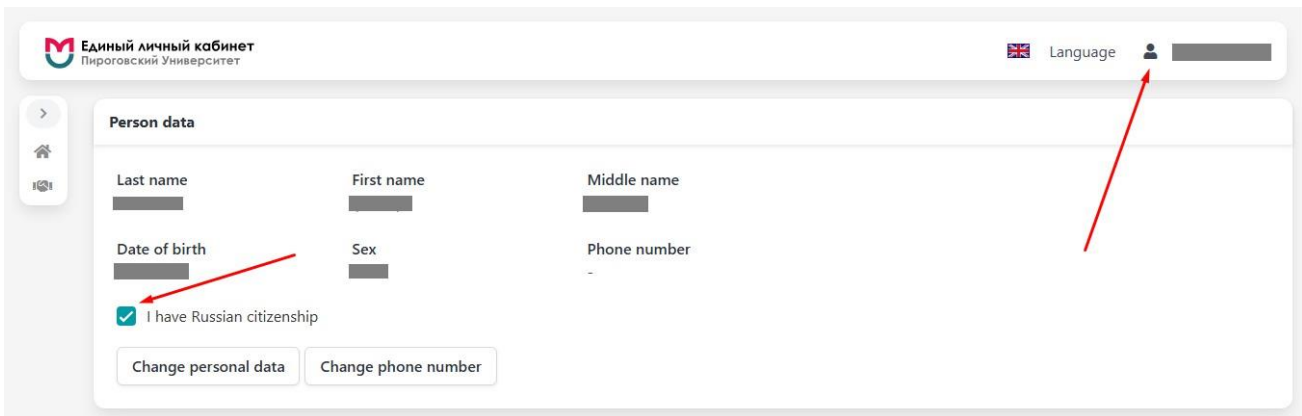 Единый личный кабинет
Пироговский Университет
Language
Person data
Last name First name Middle name
Date of birth Sex Phone number
-
I have Russian citizenship
Change personal data Change phone number